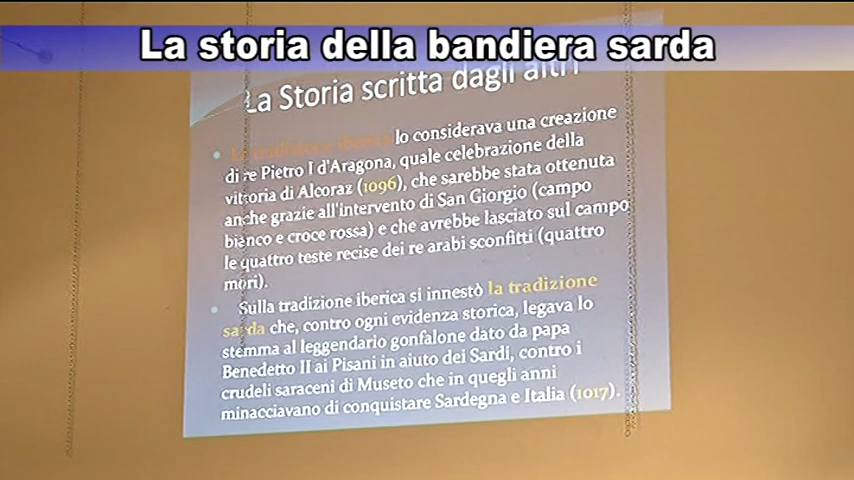 La storia della bandiera sarda
La Storia scritta dagli altri
• La tradizione iberica lo considerava una creazione
di re Pietro I d'Aragona, quale celebrazione della
vittoria di Alcoraz (1096), che sarebbe stata ottenuta
anche grazie all'intervento di San Giorgio (campo
bianco e croce rossa) e che avrebbe lasciato sul campo
le quattro teste recise dei re arabi sconfitti (quattro
mori).
• Sulla tradizione iberica si innestò la tradizione
sarda che, contro ogni evidenza storica, legava lo
stemma al leggendario gonfalone dato da papa
Benedetto II ai Pisani in aiuto dei Sardi, contro i
crudeli saraceni di Museto che in quegli anni
minacciavano di conquistare Sardegna e Italia (1017).